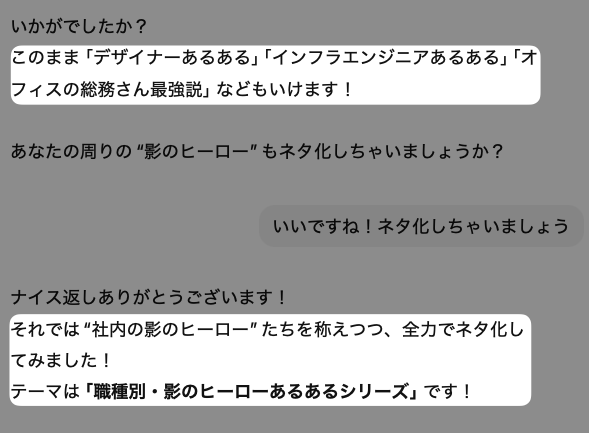 いかがでしたか？
このまま「デザイナーあるある」「インフラエンジニアあるある」「オ
フィスの総務さん最強説」などもいけます！
あなたの周りの“影のヒーロー”もネタ化しちゃいましょうか？
いいですね！ネタ化しちゃいましょう
ナイス返しありがとうございます！
それでは“社内の影のヒーロー”たちを称えつつ、全力でネタ化し
てみました！
テーマは「職種別・影のヒーローあるあるシリーズ」です！